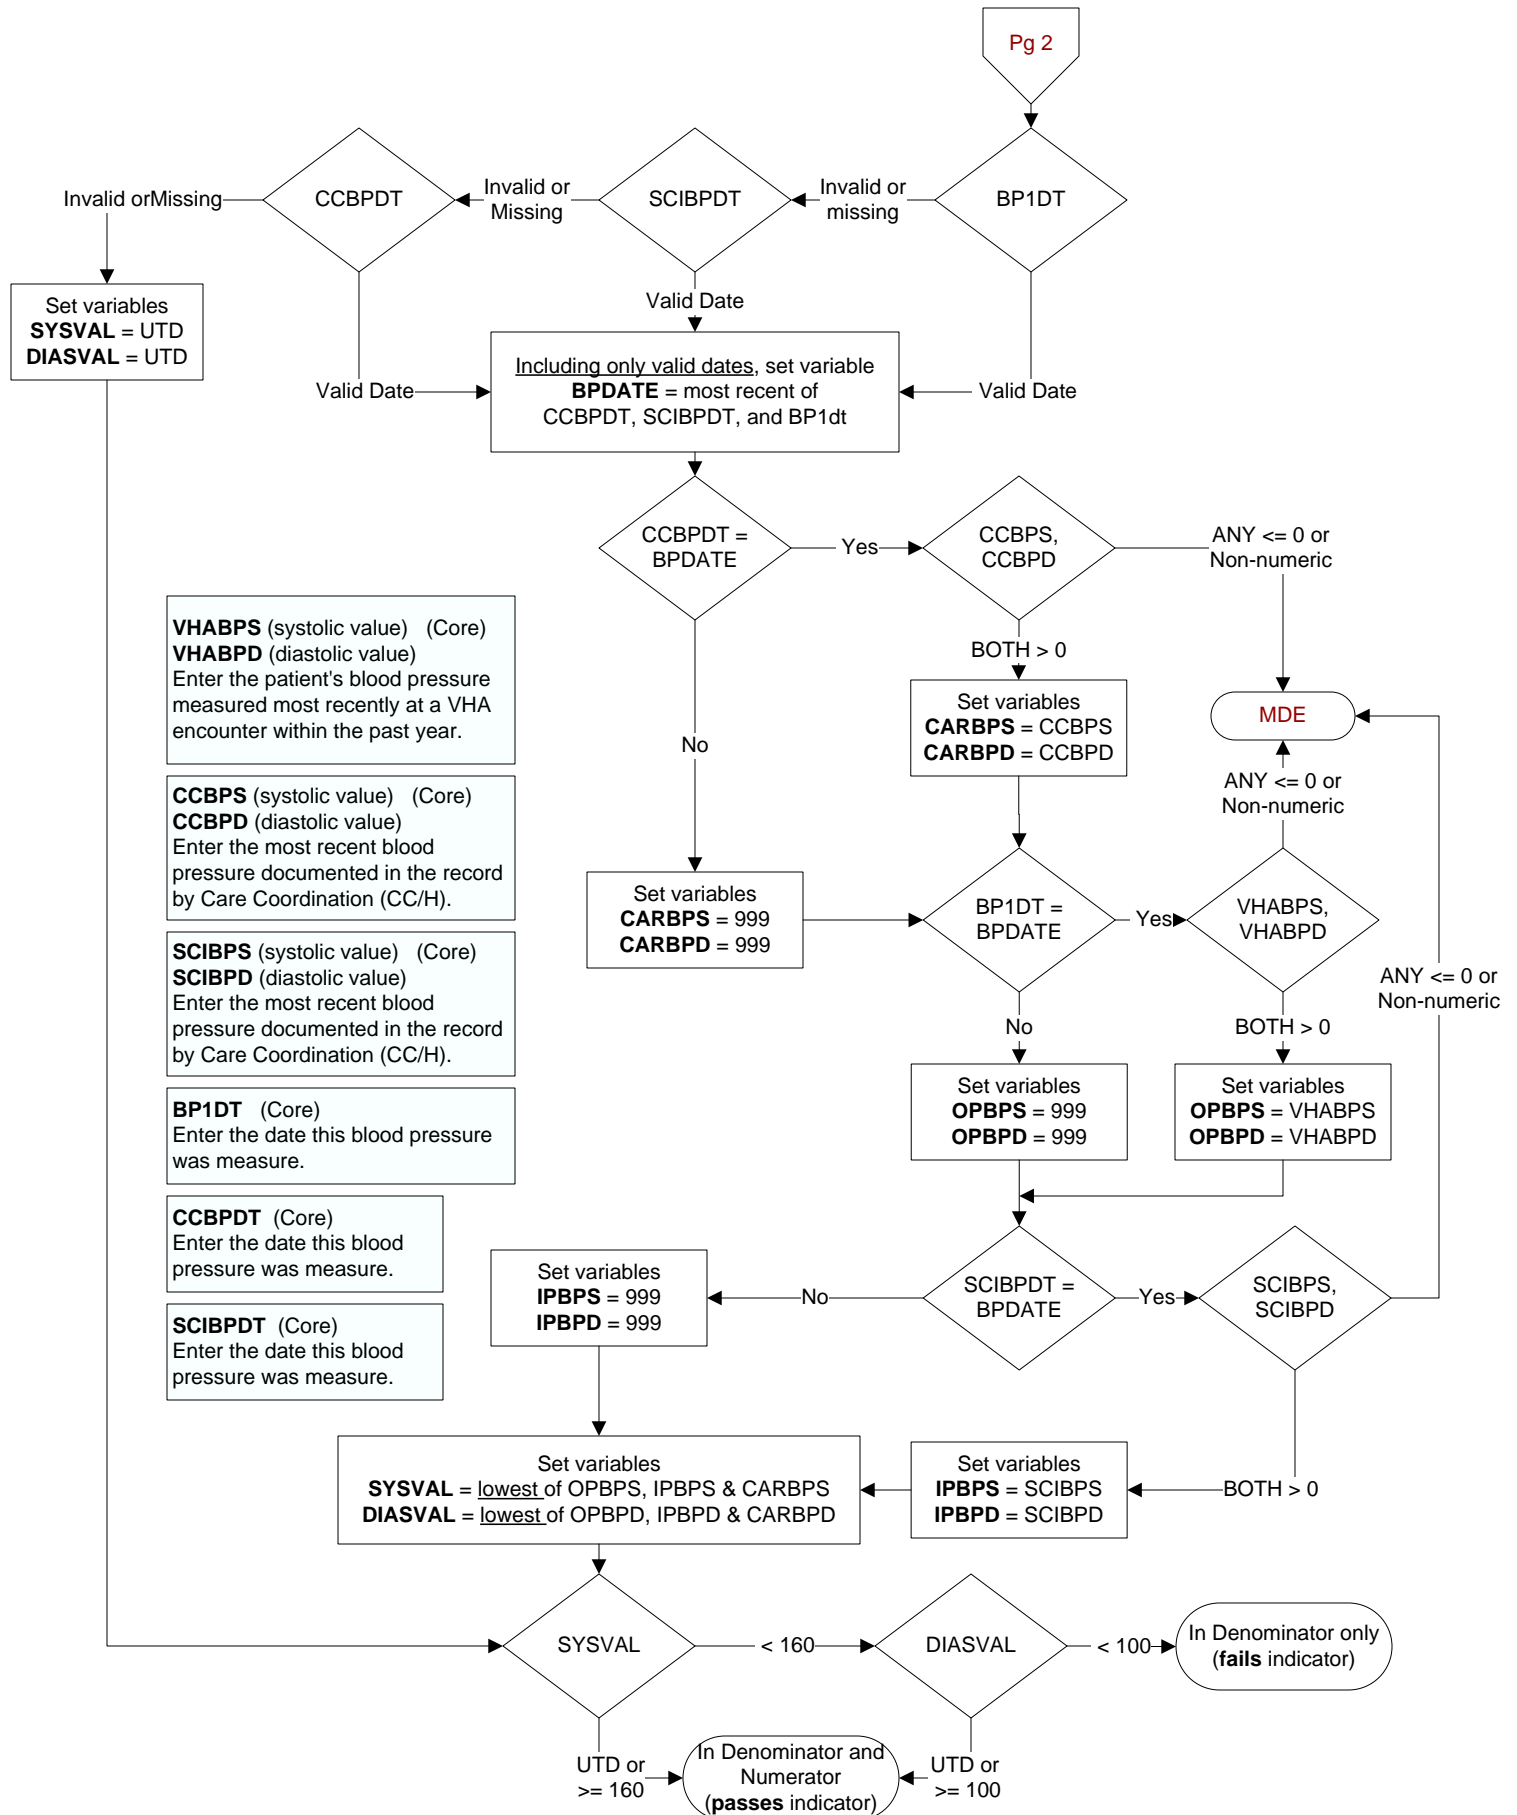 Pg 2
BP1DT
Invalid or
missing
SCIBPDT
Invalid or
Missing
CCBPDT
Invalid orMissing
Set variables
SYSVAL = UTD
DIASVAL = UTD
Valid Date
Valid Date
Valid Date
Including only valid dates, set variable
BPDATE = most recent of
CCBPDT, SCIBPDT, and BP1dt
CCBPDT =
BPDATE
Yes
CCBPS,
CCBPD
ANY <= 0 or
Non-numeric
BOTH > 0
Set variables
CARBPS = CCBPS
CARBPD = CCBPD
MDE
No
ANY <= 0 or
Non-numeric
VHABPS (systolic value) (Core)
VHABPD (diastolic value)
Enter the patient's blood pressure
measured most recently at a VHA
encounter within the past year.
CCBPS (systolic value) (Core)
CCBPD (diastolic value)
Enter the most recent blood
pressure documented in the record
by Care Coordination (CC/H).
SCIBPS (systolic value) (Core)
SCIBPD (diastolic value)
Enter the most recent blood
pressure documented in the record
by Care Coordination (CC/H).
BP1DT (Core)
Enter the date this blood pressure
was measure.
CCBPDT (Core)
Enter the date this blood
pressure was measure.
SCIBPDT (Core)
Enter the date this blood
pressure was measure.
Set variables
CARBPS = 999
CARBPD = 999
BP1DT =
BPDATE
Yes
VHABPS,
VHABPD
ANY <= 0 or
Non-numeric
No
BOTH > 0
Set variables
OPBPS = 999
OPBPD = 999
Set variables
OPBPS = VHABPS
OPBPD = VHABPD
Set variables
IPBPS = 999
IPBPD = 999
No
SCIBPDT =
BPDATE
Yes
SCIBPS,
SCIBPD
Set variables
SYSVAL = lowest of OPBPS, IPBPS & CARBPS
DIASVAL = lowest of OPBPD, IPBPD & CARBPD
Set variables
IPBPS = SCIBPS
IPBPD = SCIBPD
BOTH > 0
SYSVAL
< 160
DIASVAL
< 100
In Denominator only
(fails indicator)
UTD or
>= 160
In Denominator and
Numerator
(passes indicator)
UTD or
>= 100